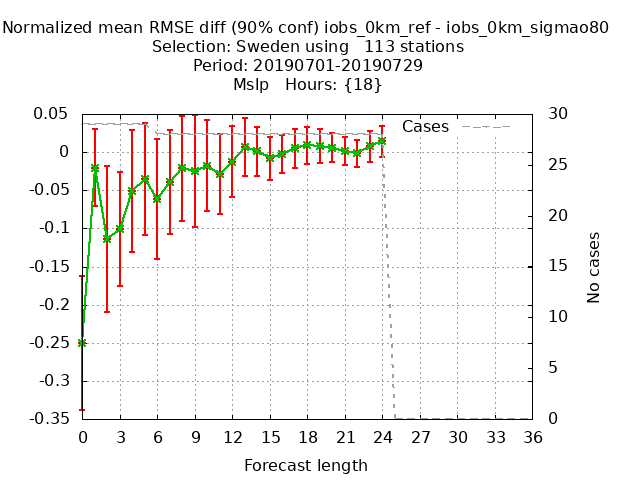 Normalized mean RMSE diff (90% conf) iobs_0km_ref - iobs_0km_sigmao80
Selection: Sweden using   113 stations
Period: 20190701-20190729
Mslp   Hours: {18}
Cases
0.05
0
-0.05
-0.1
-0.15
-0.2
-0.25
-0.3
-0.35
30
25
20
15
10
5
0
No cases
0 3 6 9 12 15 18 21 24 27 30 33 36
Forecast length